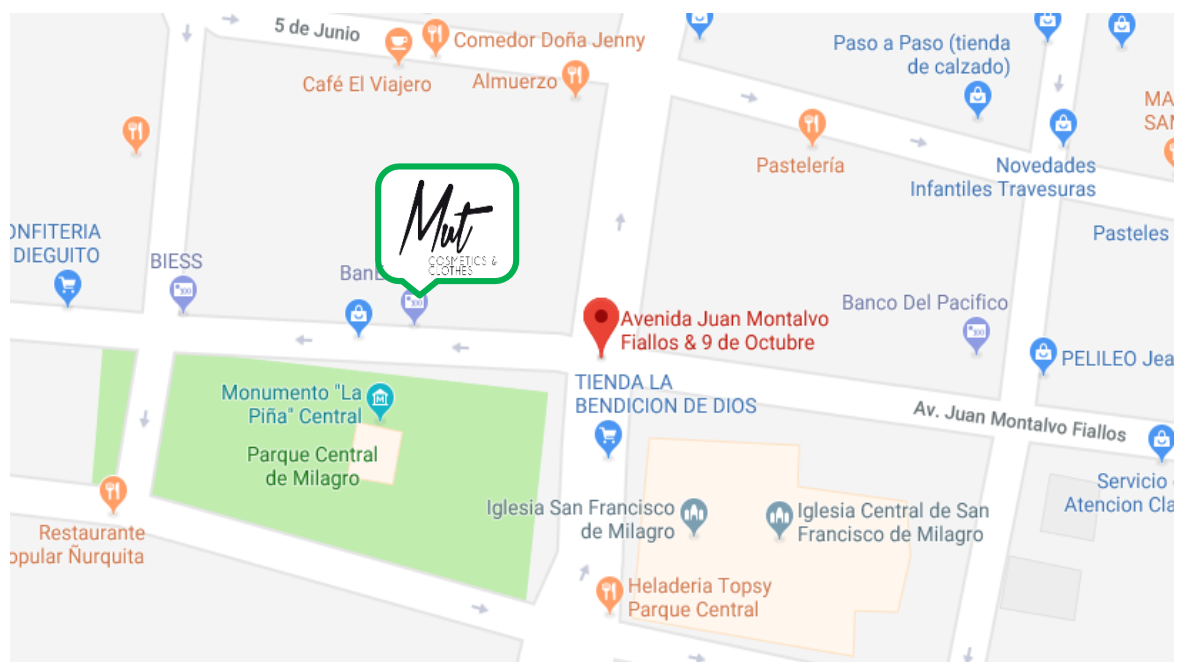 5 de Junio
Comedor Doña Jenny
Café El Viajero
Almuerzo
Paso a Paso (tienda
de calzado)
MA
SAN
Pastelería
Novedades
Infantiles Travesuras
Mut
COSMETICS &
CLOTHES
ONFITERIA
DIEGUITO
BIESS
Ban
Pasteles
Banco Del Pacifico
Avenida Juan Montalvo
Fiallos & 9 de Octubre
PELILEO Jea
TIENDA LA
BENDICION DE DIOS
Monumento "La
Piña" Central
Av. Juan Montalvo Fiallos
Parque Central
de Milagro
Servicio
Atencion Cla
Iglesia San Francisco
de Milagro
Iglesia Central de San
Francisco de Milagro
Restaurante
opular Ñurquita
Heladeria Topsy
Parque Central